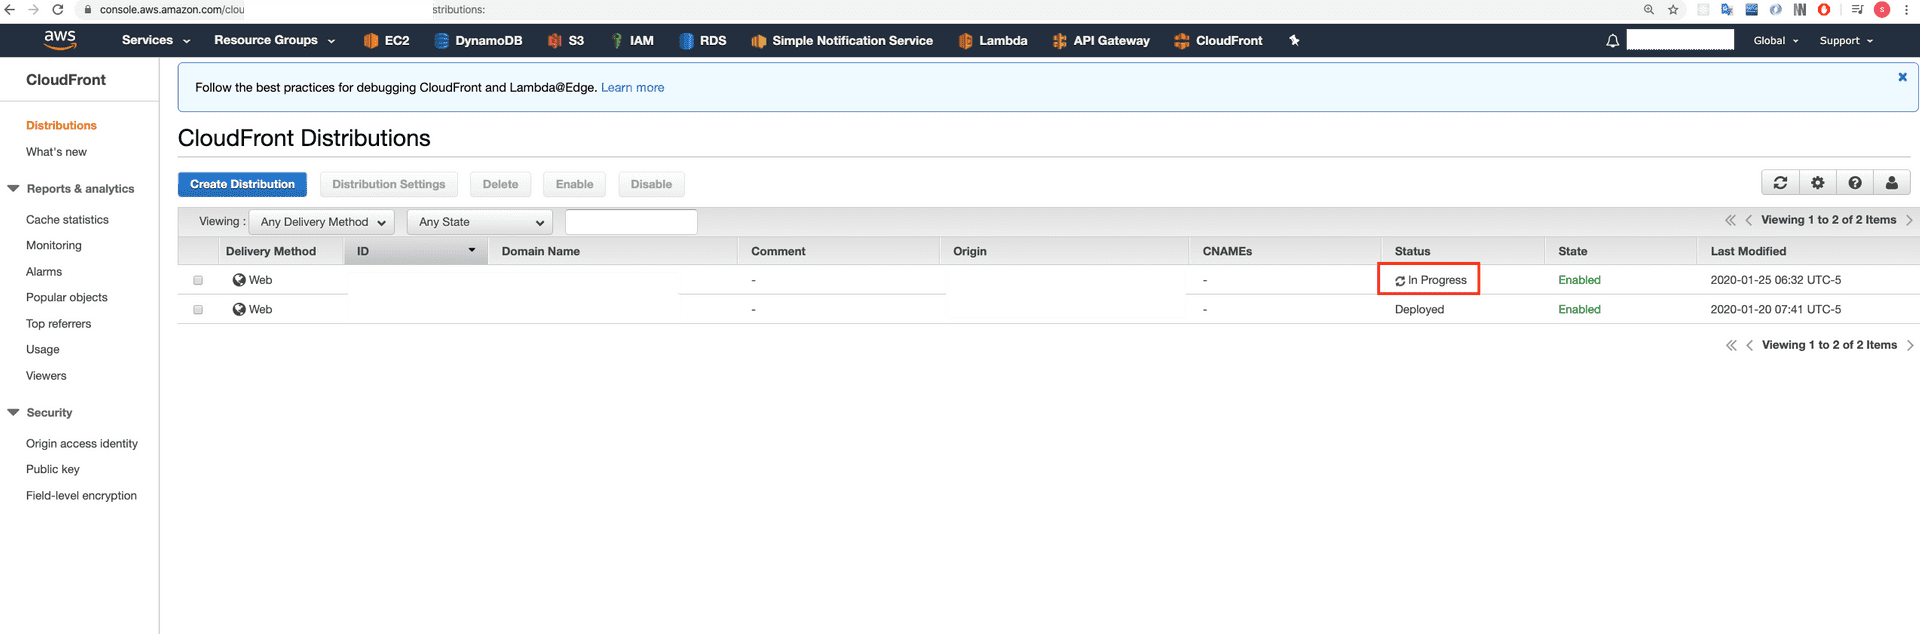 console.aws.amazon.com/clou stributions:
aws Services Resource Groups EC2 DynamoDB S3 IAM RDS Simple Notification Service Lambda API Gateway CloudFront Global Support
CloudFront
Distributions
What's new
Reports & analytics
Cache statistics
Monitoring
Alarms
Popular objects
Top referrers
Usage
Viewers
Security
Origin access identity
Public key
Field-level encryption
Follow the best practices for debugging CloudFront and Lambda@Edge. Learn more
CloudFront Distributions
Create Distribution Distribution Settings Delete Enable Disable
Viewing : Any Delivery Method Any State Viewing 1 to 2 of 2 Items
Delivery Method ID Domain Name Comment Origin CNAMEs Status State Last Modified
Web - - In Progress Enabled 2020-01-25 06:32 UTC-5
Web - - Deployed Enabled 2020-01-20 07:41 UTC-5
Viewing 1 to 2 of 2 Items